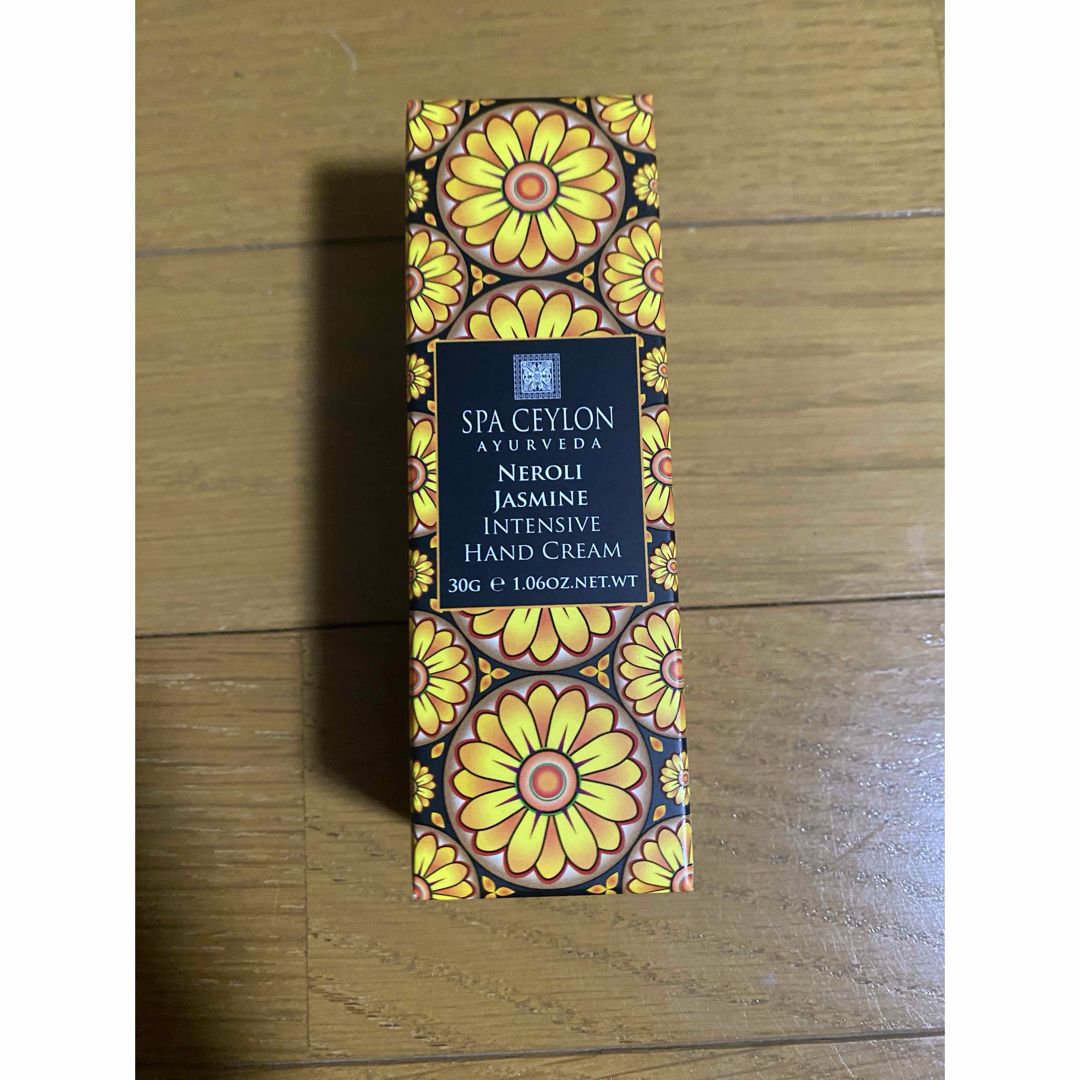 SPA CEYLON
AYURVEDA
NEROLI
JASMINE
INTENSIVE
HAND CREAM
30G ℮ 1.06OZ.NET.WT